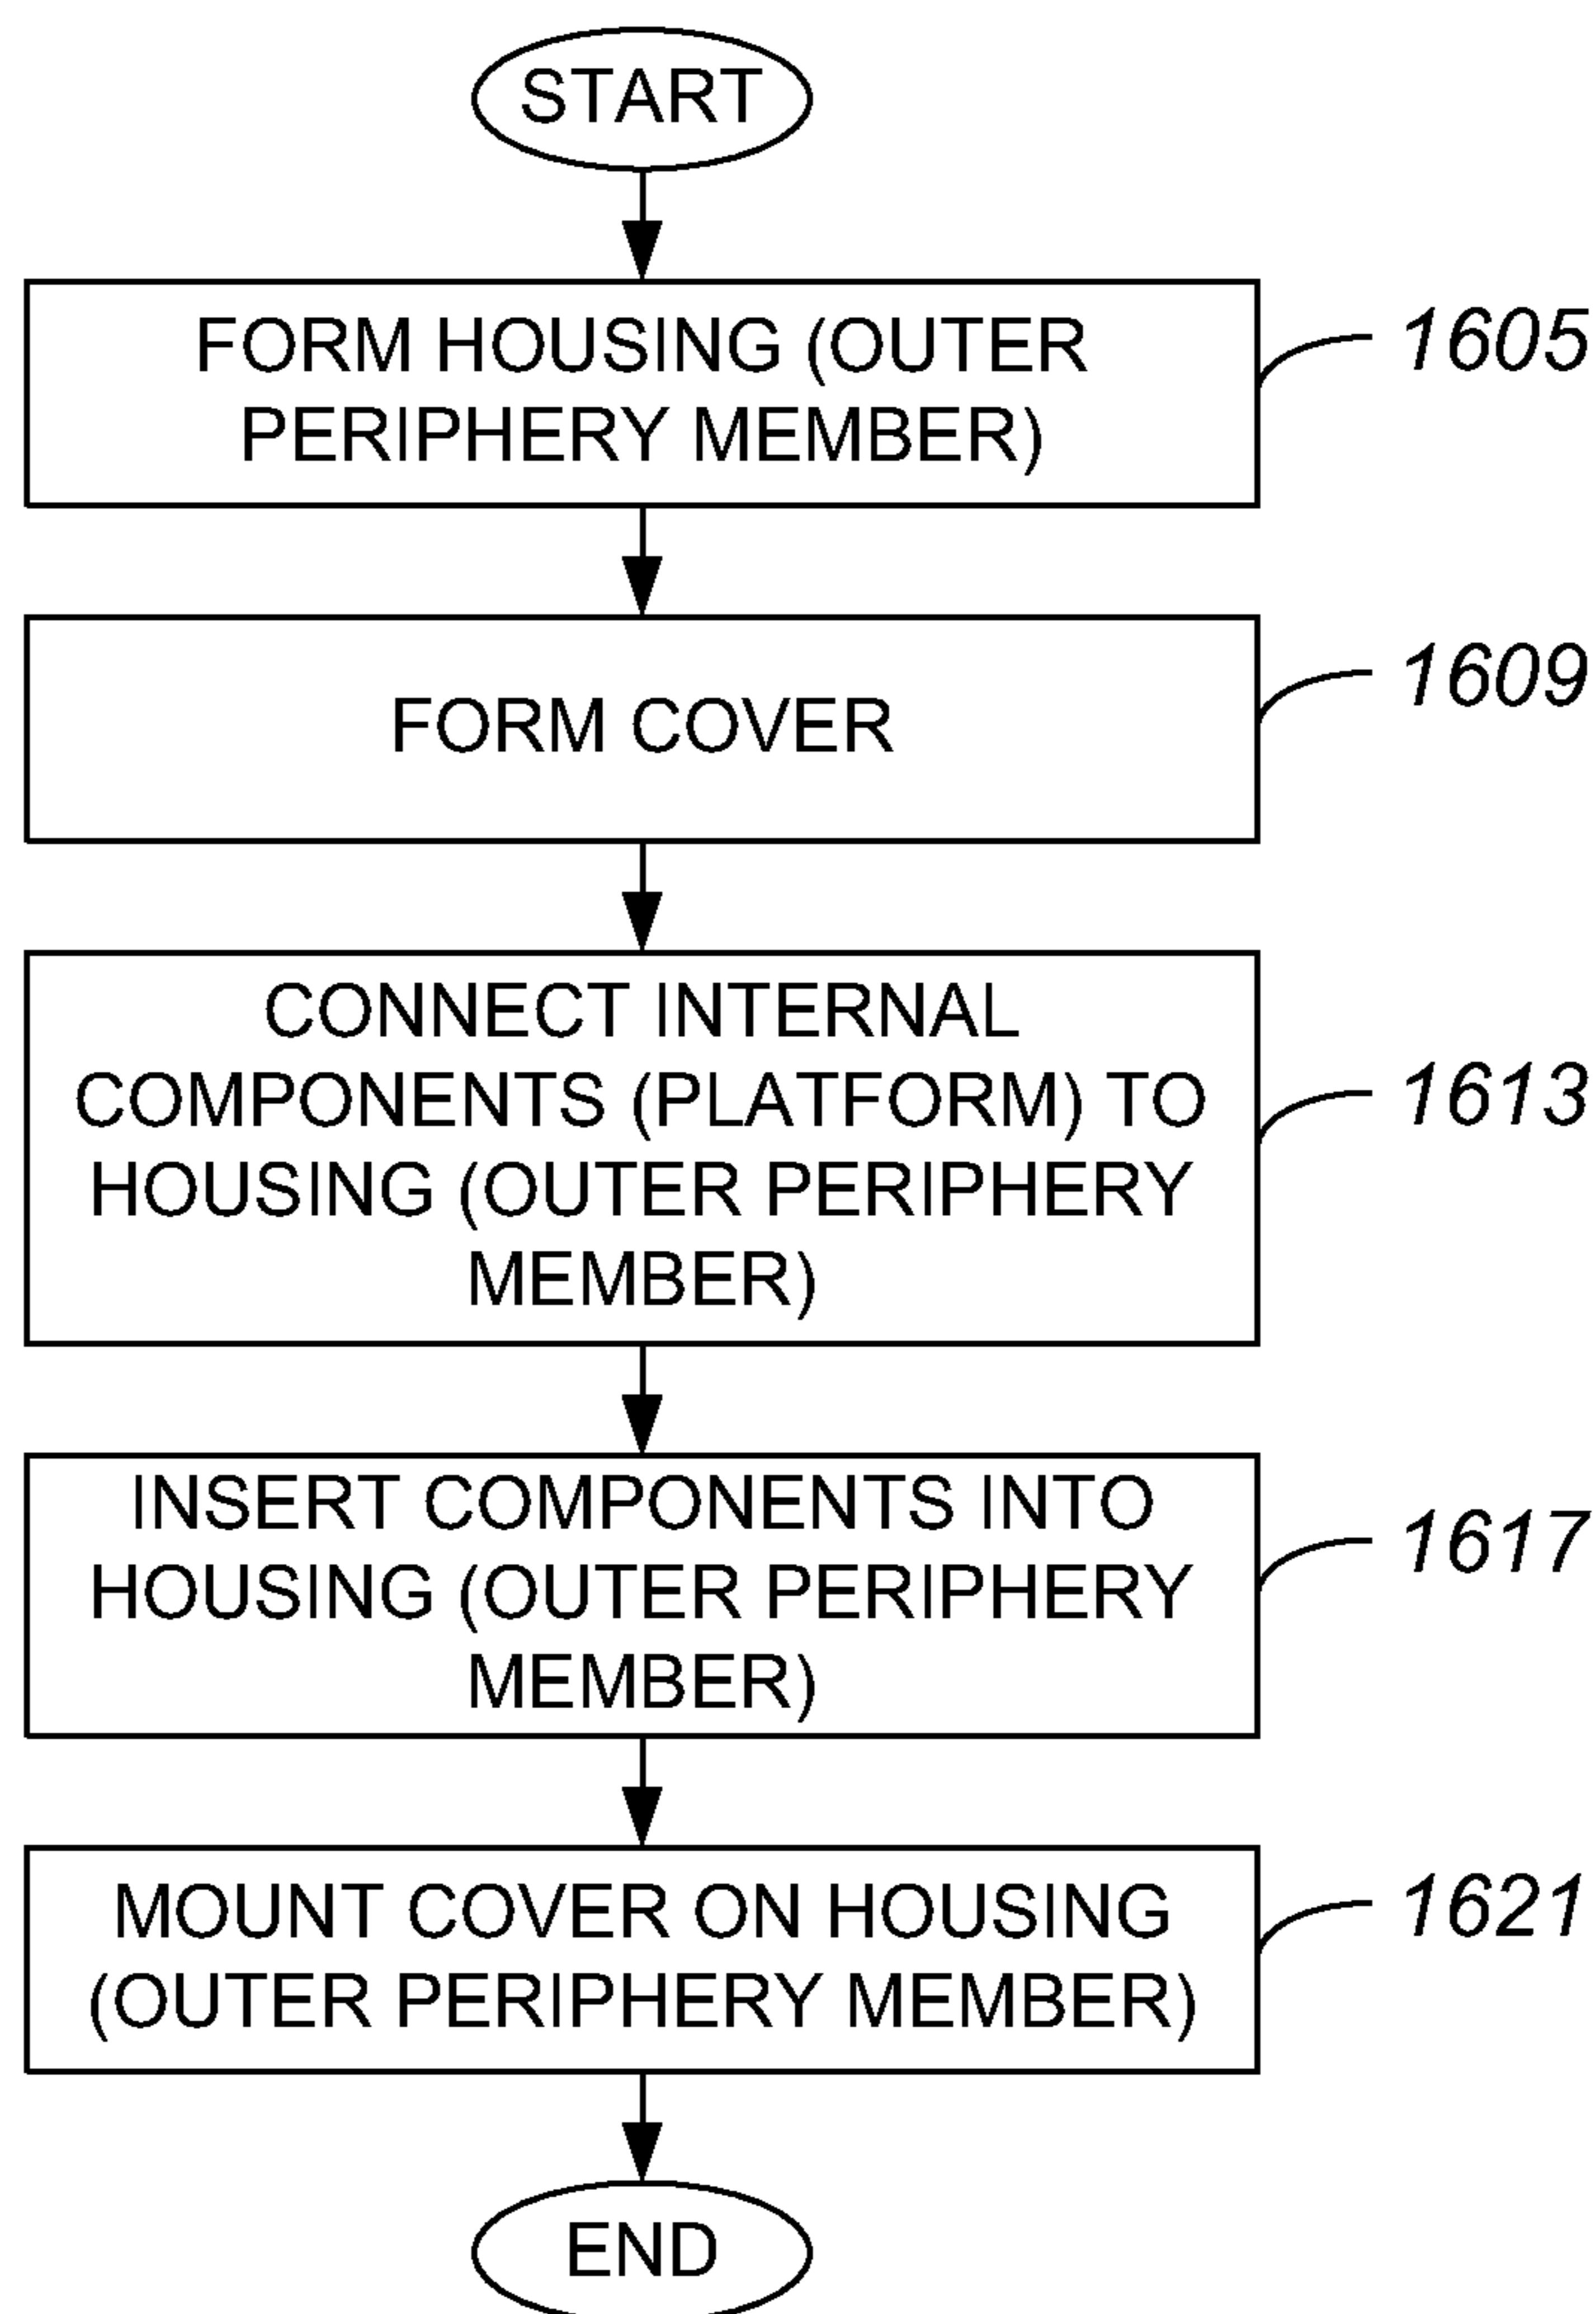 START
FORM HOUSING (OUTER
PERIPHERY MEMBER)
1605
FORM COVER
1609
CONNECT INTERNAL
COMPONENTS (PLATFORM) TO
HOUSING (OUTER PERIPHERY
MEMBER)
1613
INSERT COMPONENTS INTO
HOUSING (OUTER PERIPHERY
MEMBER)
1617
MOUNT COVER ON HOUSING
(OUTER PERIPHERY MEMBER)
1621
END